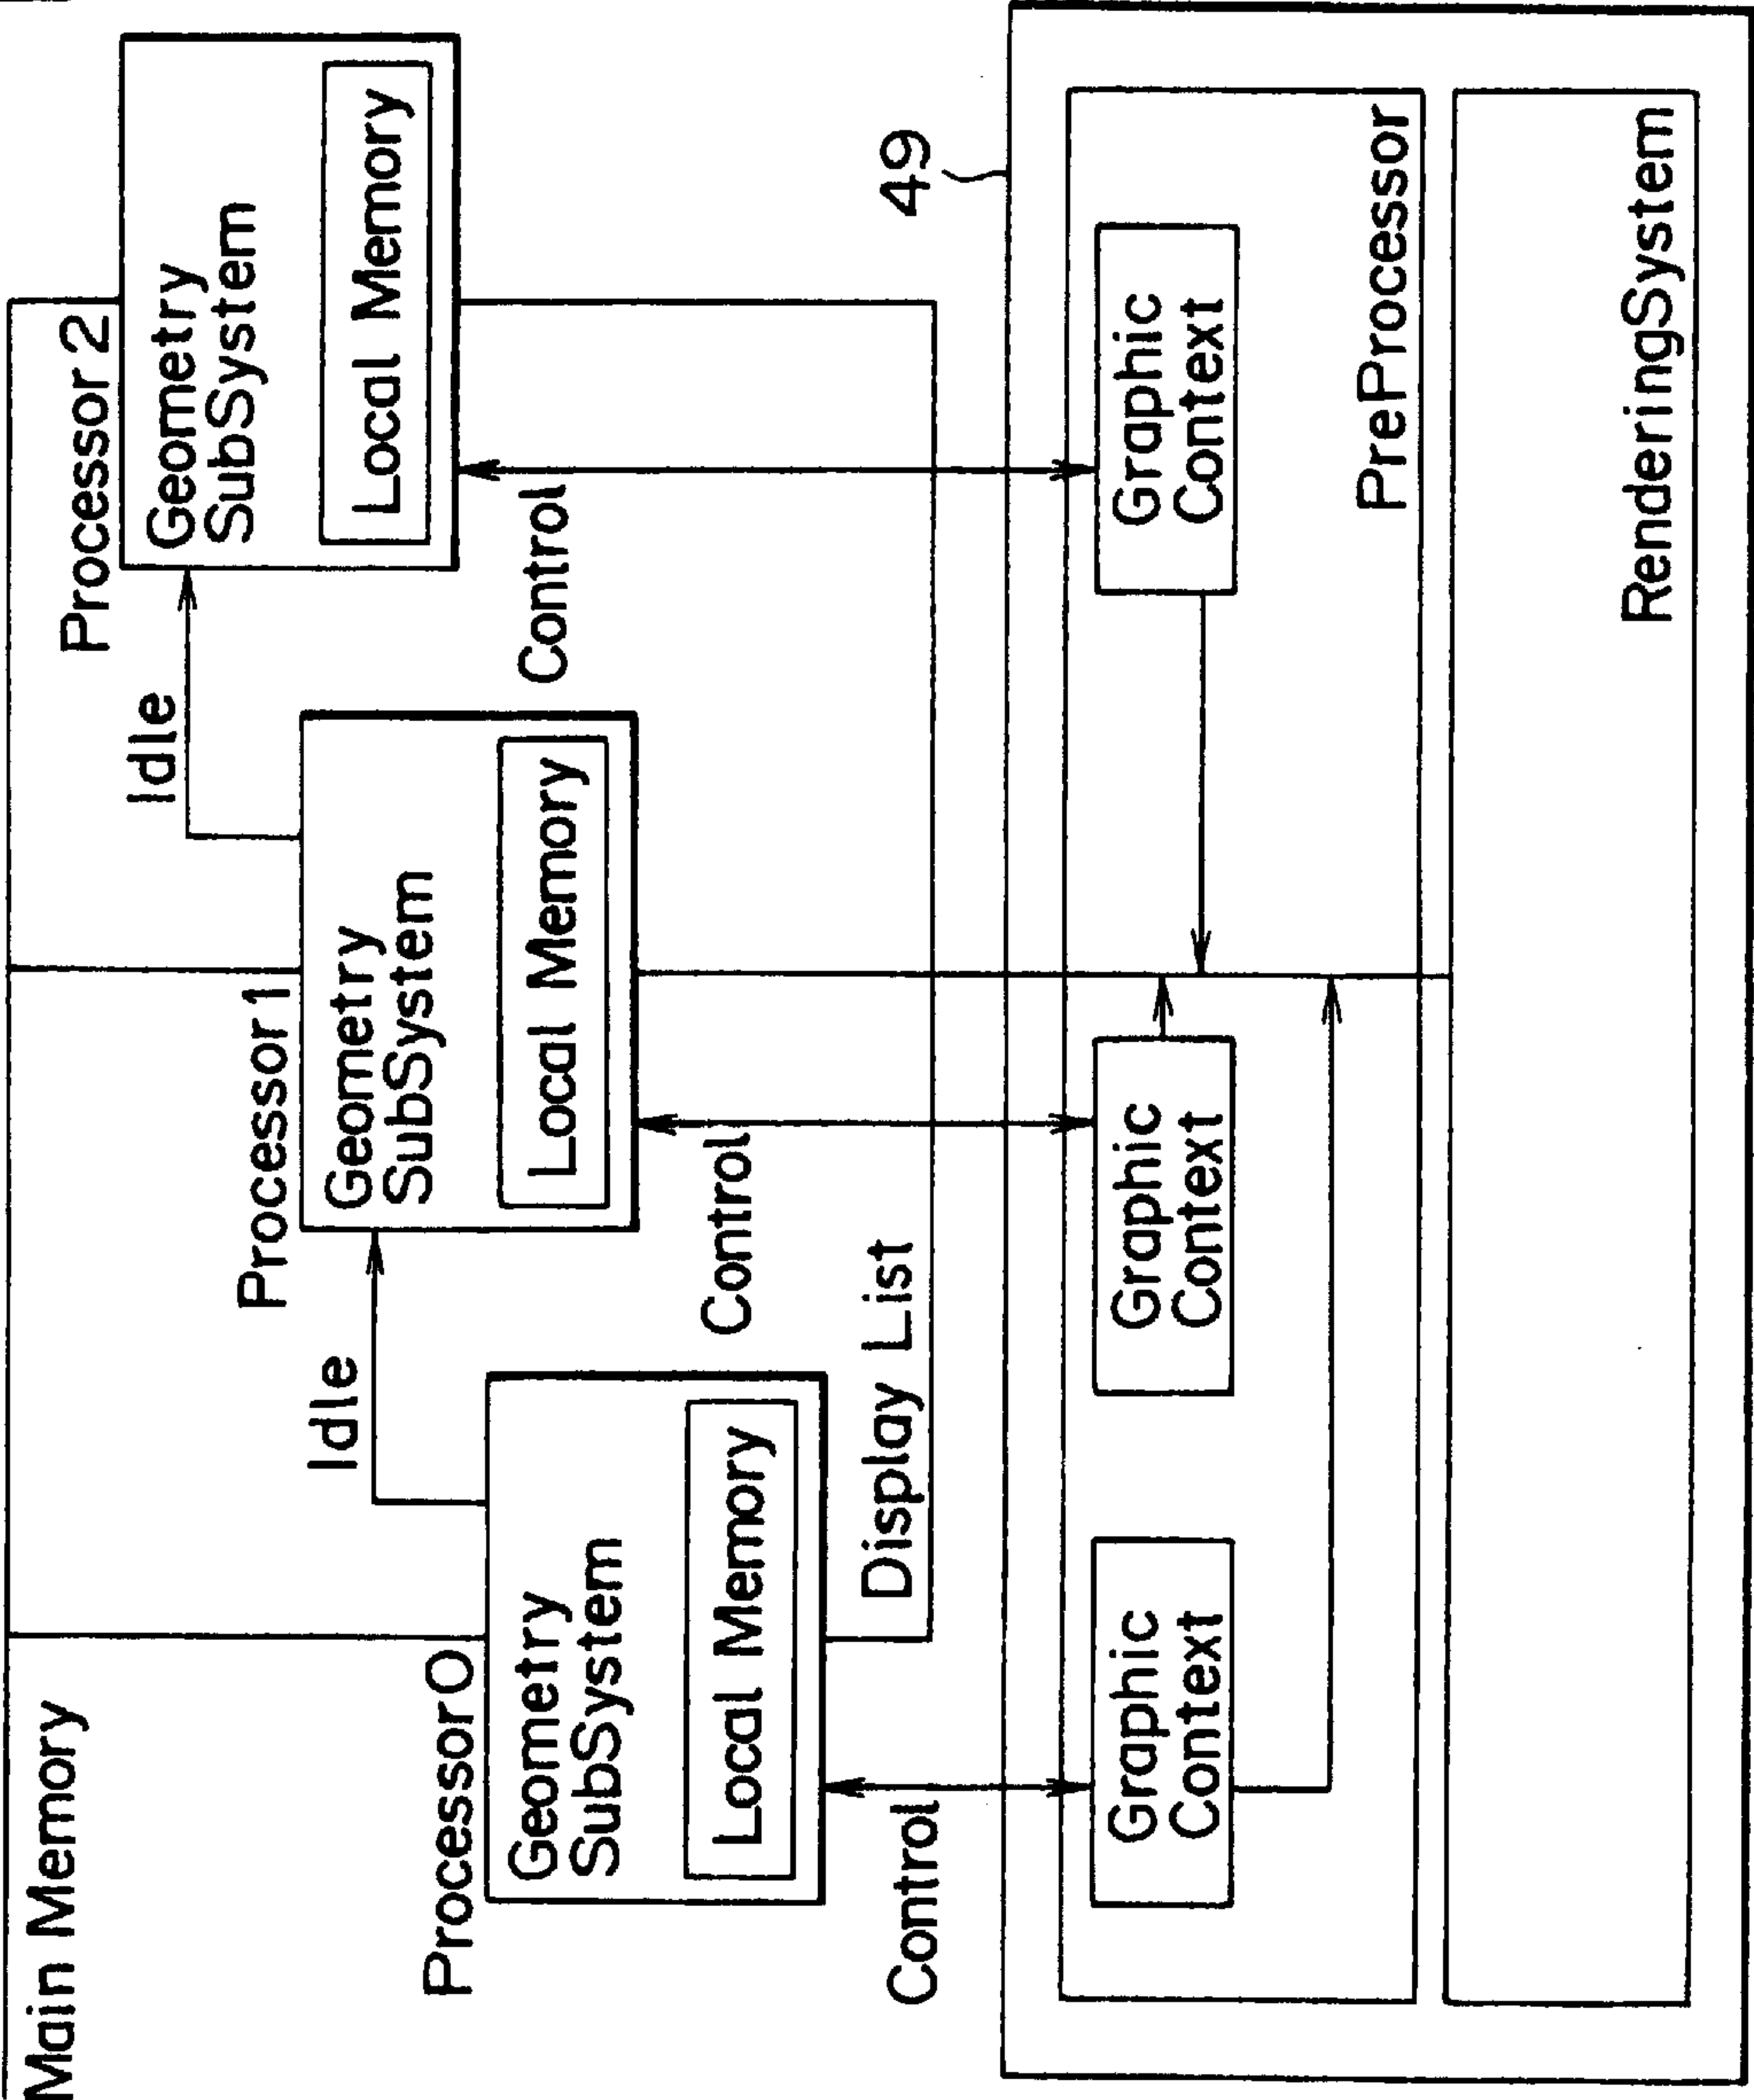 Main Memory
Processor 0
Geometry
SubSystem
Local Memory
Idle
Processor 1
Geometry
SubSystem
Local Memory
Idle
Processor 2
Geometry
SubSystem
Local Memory
Control
Display List
Control
Control
49
Graphic
Context
Graphic
Context
Graphic
Context
PreProcessor
RenderingSystem